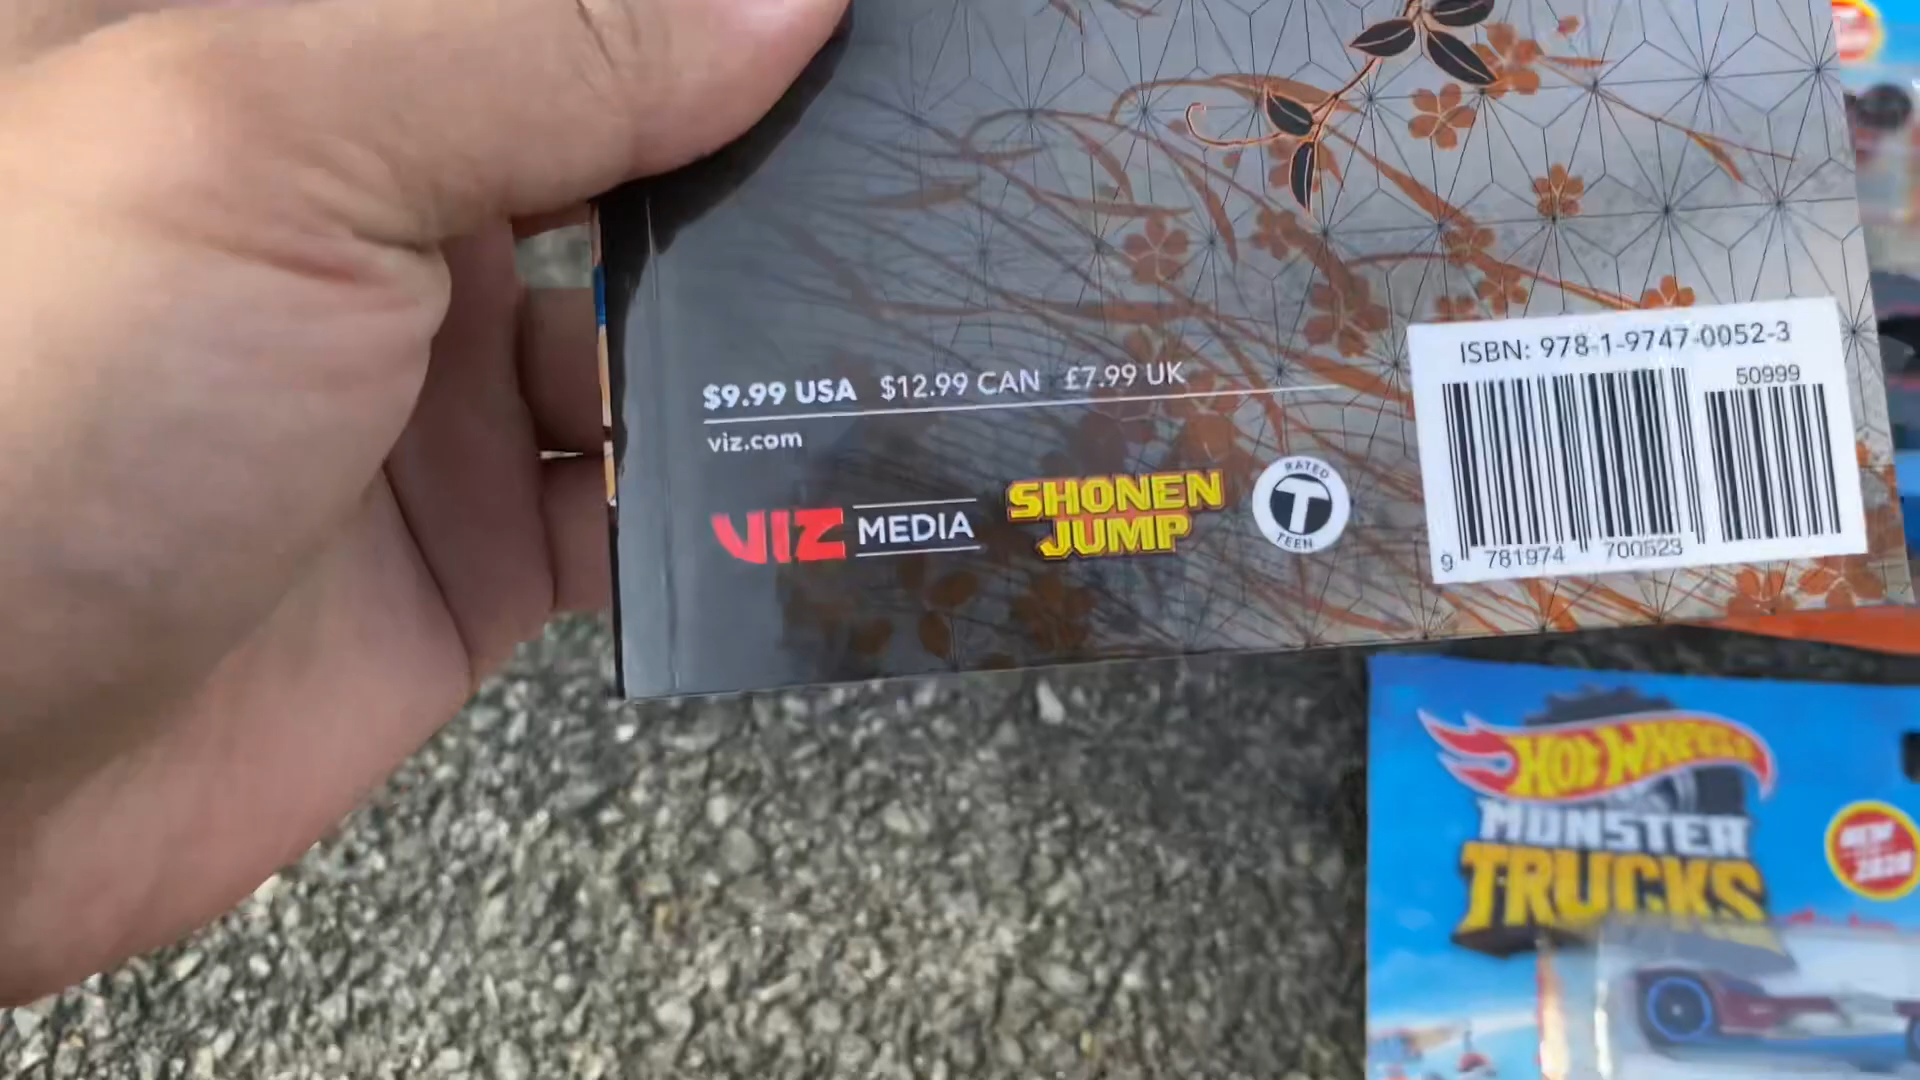 ISBN: 978-1-9747-0052-3
50999
$9.99 USA $12.99 CAN £7.99 UK
viz.com
VIZ MEDIA
SHONEN
JUMP
RATED
T
TEEN
9 781974 700523
HOT WHEELS
MONSTER
TRUCKS
NEW